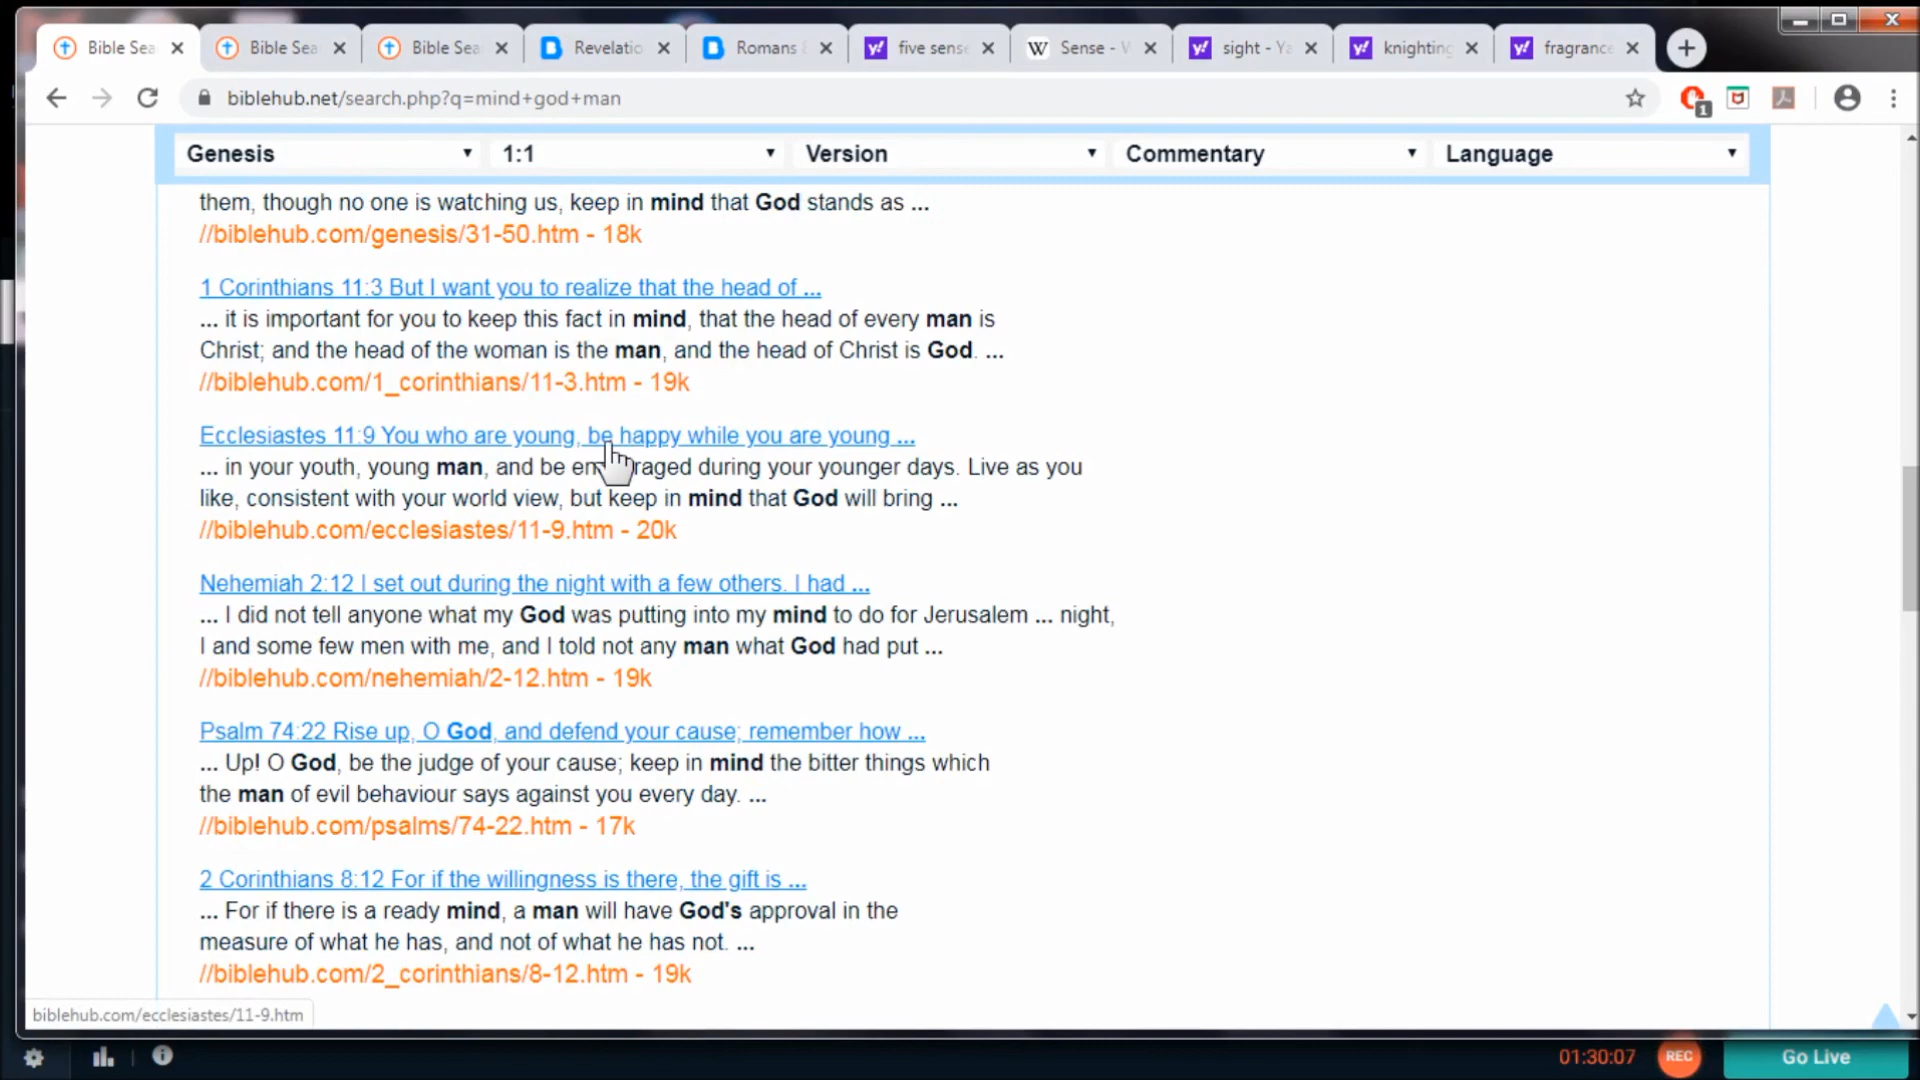 Bible Sea
Bible Sea
Bible Sea
Revelatio
Romans 8
five sense
Sense - W
sight - Ya
knighting
fragrance
biblehub.net/search.php?q=mind+god+man
1
Genesis
1:1
Version
Commentary
Language
them, though no one is watching us, keep in mind that God stands as ...
//biblehub.com/genesis/31-50.htm - 18k
1 Corinthians 11:3 But I want you to realize that the head of ...
... it is important for you to keep this fact in mind, that the head of every man is
Christ; and the head of the woman is the man, and the head of Christ is God. ...
//biblehub.com/1_corinthians/11-3.htm - 19k
Ecclesiastes 11:9 You who are young, be happy while you are young ...
... in your youth, young man, and be encouraged during your younger days. Live as you
like, consistent with your world view, but keep in mind that God will bring ...
//biblehub.com/ecclesiastes/11-9.htm - 20k
Nehemiah 2:12 I set out during the night with a few others. I had ...
... I did not tell anyone what my God was putting into my mind to do for Jerusalem ... night,
I and some few men with me, and I told not any man what God had put ...
//biblehub.com/nehemiah/2-12.htm - 19k
Psalm 74:22 Rise up, O God, and defend your cause; remember how ...
... Up! O God, be the judge of your cause; keep in mind the bitter things which
the man of evil behaviour says against you every day. ...
//biblehub.com/psalms/74-22.htm - 17k
2 Corinthians 8:12 For if the willingness is there, the gift is ...
... For if there is a ready mind, a man will have God's approval in the
measure of what he has, and not of what he has not. ...
//biblehub.com/2_corinthians/8-12.htm - 19k
biblehub.com/ecclesiastes/11-9.htm
01:30:07
REC
Go Live